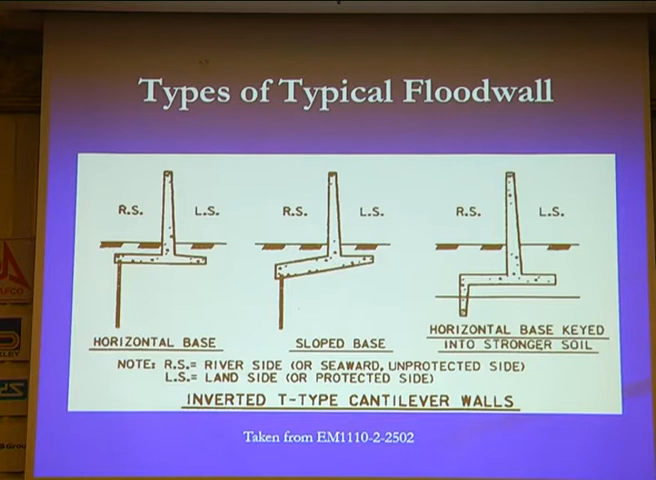 Types of Typical Floodwall
R.S. L.S. R.S. L.S. R.S. L.S.
HORIZONTAL BASE
SLOPED BASE
HORIZONTAL BASE KEYED
INTO STRONGER SOIL
NOTE: R.S.= RIVER SIDE (OR SEAWARD, UNPROTECTED SIDE)
L.S.= LAND SIDE (OR PROTECTED SIDE)
INVERTED T-TYPE CANTILEVER WALLS
Taken from EM1110-2-2502